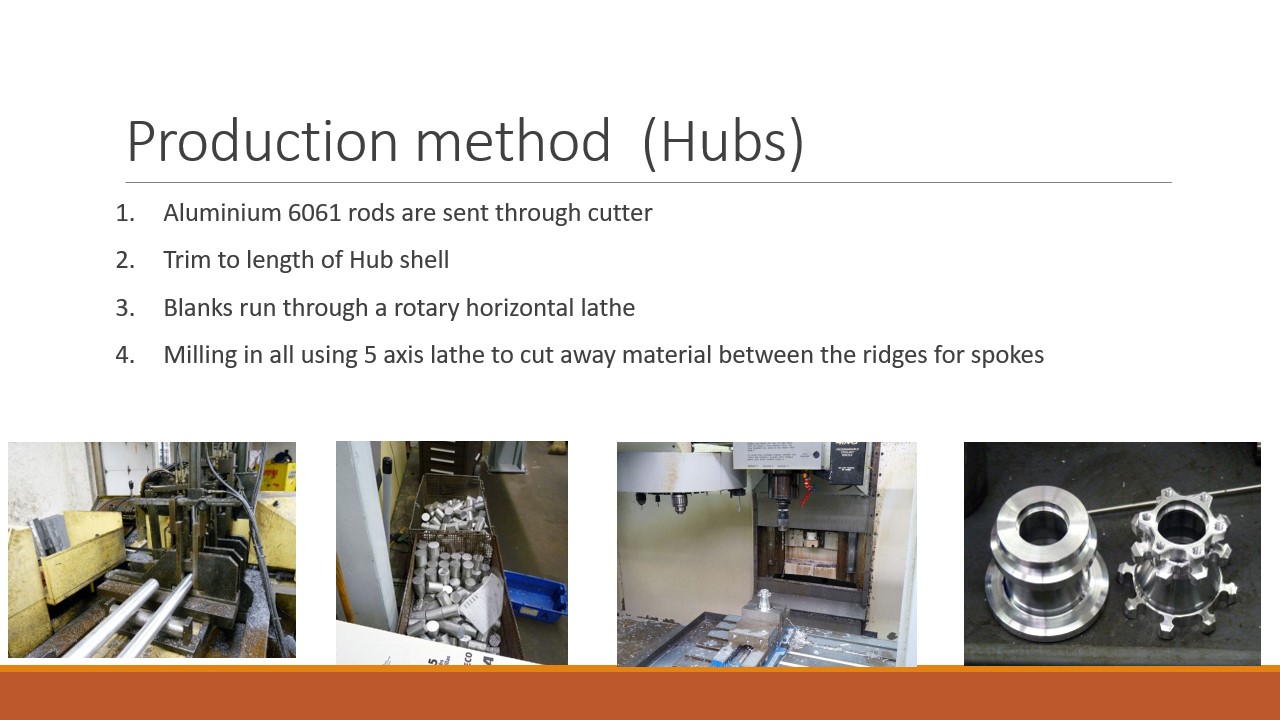 Production method  (Hubs)
1. Aluminium 6061 rods are sent through cutter
2. Trim to length of Hub shell
3. Blanks run through a rotary horizontal lathe
4. Milling in all using 5 axis lathe to cut away material between the ridges for spokes